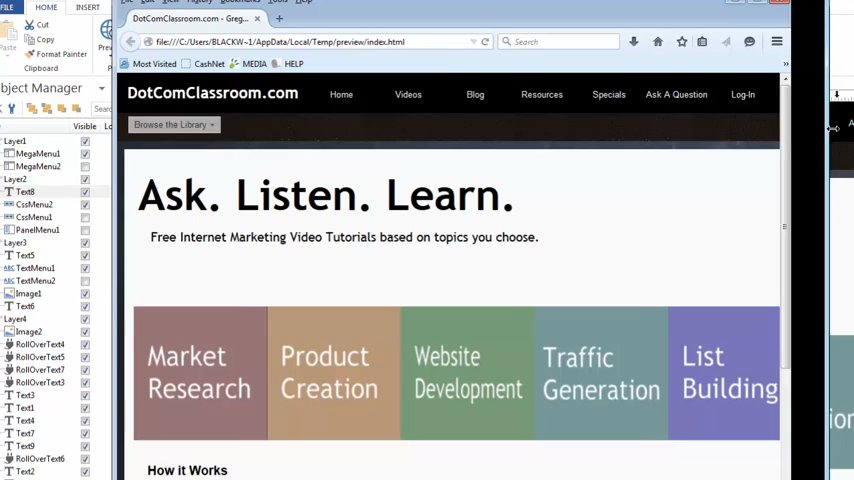 FILE HOME INSERT
Cut
Copy
Paste Format Painter
Clipboard
Object Manager
Visible
Layer1
MegaMenu1
MegaMenu2
Layer2
Text8
CssMenu2
CssMenu1
PanelMenu1
Layer3
Text5
TextMenu1
TextMenu2
Image1
Text6
Layer4
Image2
RollOverText4
RollOverText5
RollOverText7
RollOverText3
Text3
Text1
Text4
Text7
Text9
RollOverText6
Text2
DotComClassroom.com - Greg...
file:///C:/Users/BLACKW~1/AppData/Local/Temp/preview/index.html
Search
Most Visited CashNet MEDIA HELP
DotComClassroom.com Home Videos Blog Resources Specials Ask A Question Log-In
Browse the Library
Ask. Listen. Learn.
Free Internet Marketing Video Tutorials based on topics you choose.
Market
Research
Product
Creation
Website
Development
Traffic
Generation
List
Building
How it Works